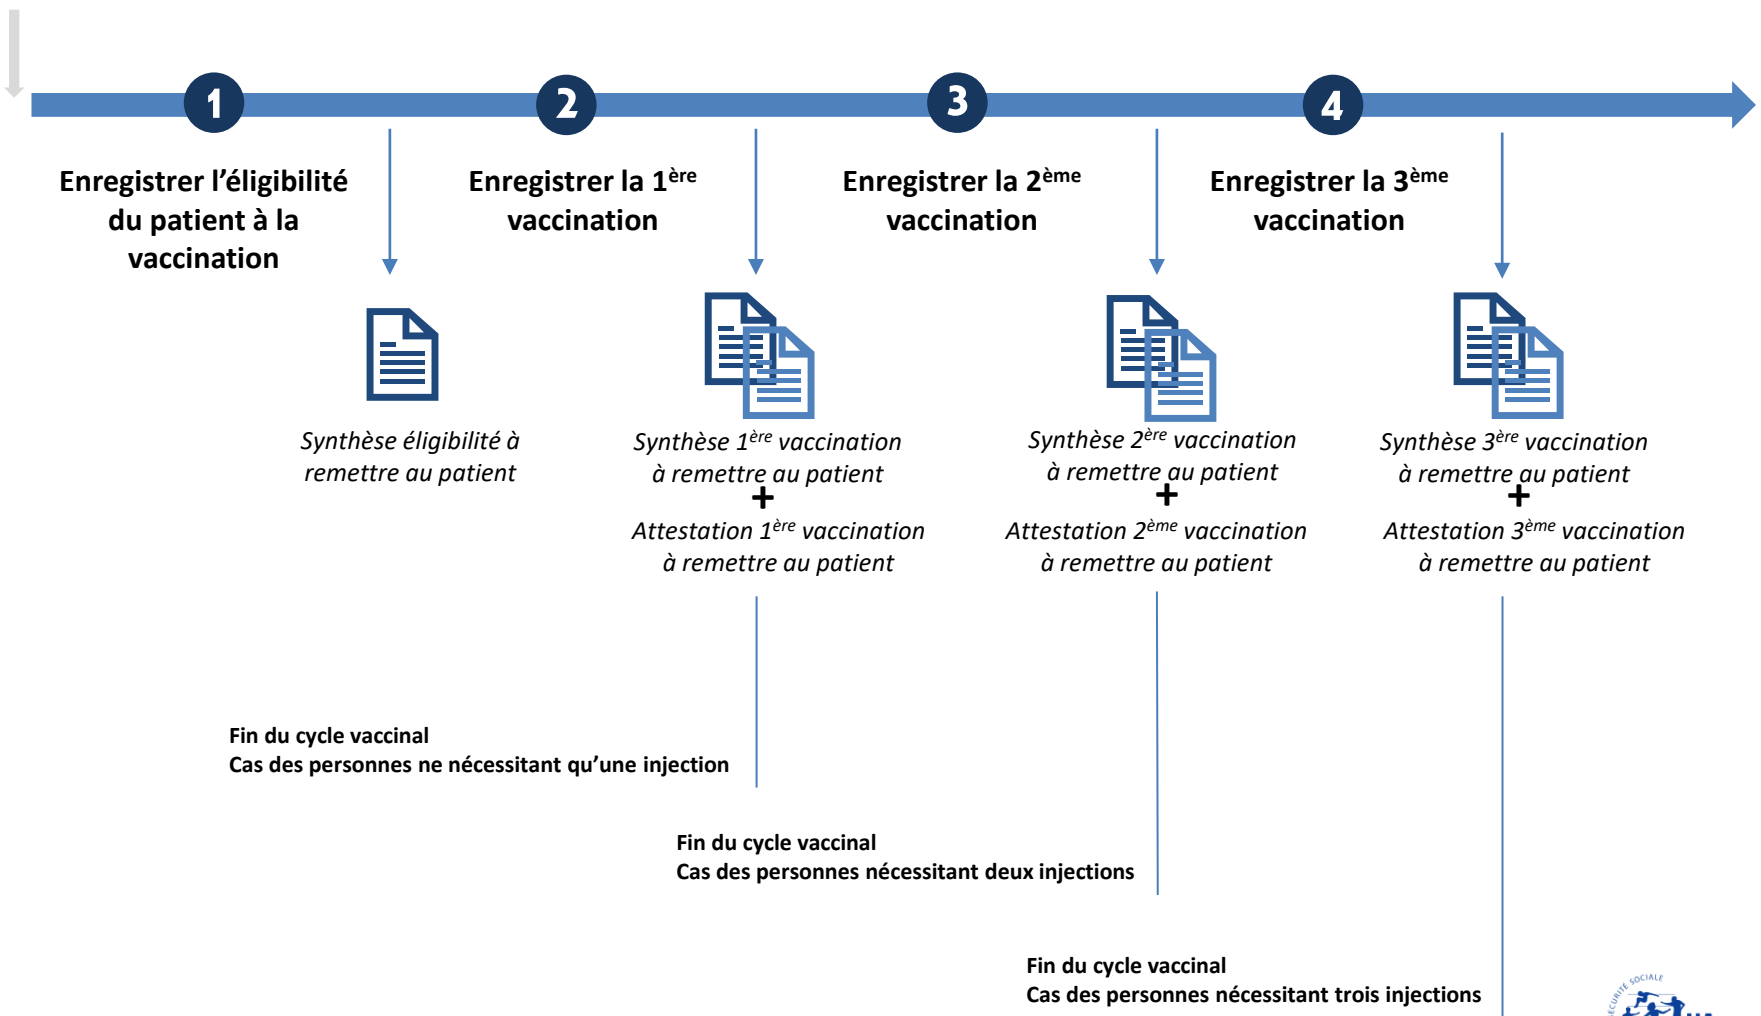 1
2
3
4
Enregistrer l’éligibilité
du patient à la
vaccination
Enregistrer la 1ère
vaccination
Enregistrer la 2ème
vaccination
Enregistrer la 3ème
vaccination
Synthèse éligibilité à
remettre au patient
Synthèse 1ère vaccination
à remettre au patient
+
Attestation 1ère vaccination
à remettre au patient
Synthèse 2ère vaccination
à remettre au patient
+
Attestation 2ème vaccination
à remettre au patient
Synthèse 3ère vaccination
à remettre au patient
+
Attestation 3ème vaccination
à remettre au patient
Fin du cycle vaccinal
Cas des personnes ne nécessitant qu’une injection
Fin du cycle vaccinal
Cas des personnes nécessitant deux injections
Fin du cycle vaccinal
Cas des personnes nécessitant trois injections
SÉCURITÉ SOCIALE